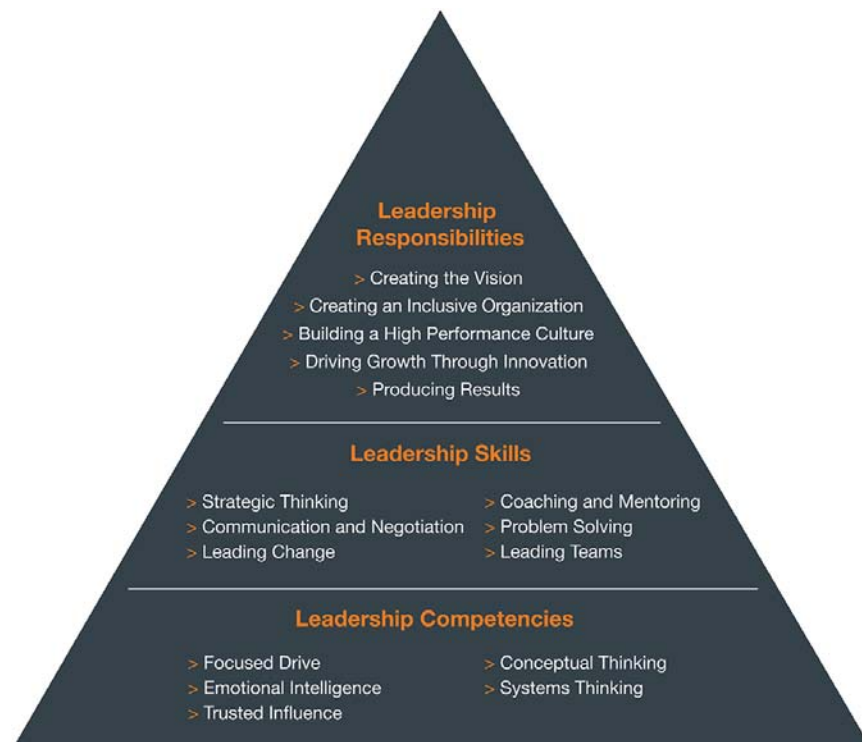 Leadership
Responsibilities
> Creating the Vision
> Creating an Inclusive Organization
> Building a High Performance Culture
> Driving Growth Through Innovation
> Producing Results
Leadership Skills
> Strategic Thinking
> Communication and Negotiation
> Leading Change
> Coaching and Mentoring
> Problem Solving
> Leading Teams
Leadership Competencies
> Focused Drive
> Emotional Intelligence
> Trusted Influence
> Conceptual Thinking
> Systems Thinking